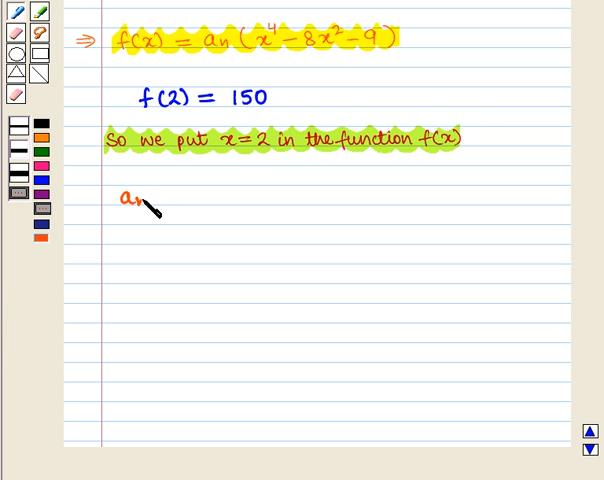 ⇒ f(x) = an (x⁴ - 8x² - 9)
f(2) = 150
So we put x = 2 in the function f(x)
an